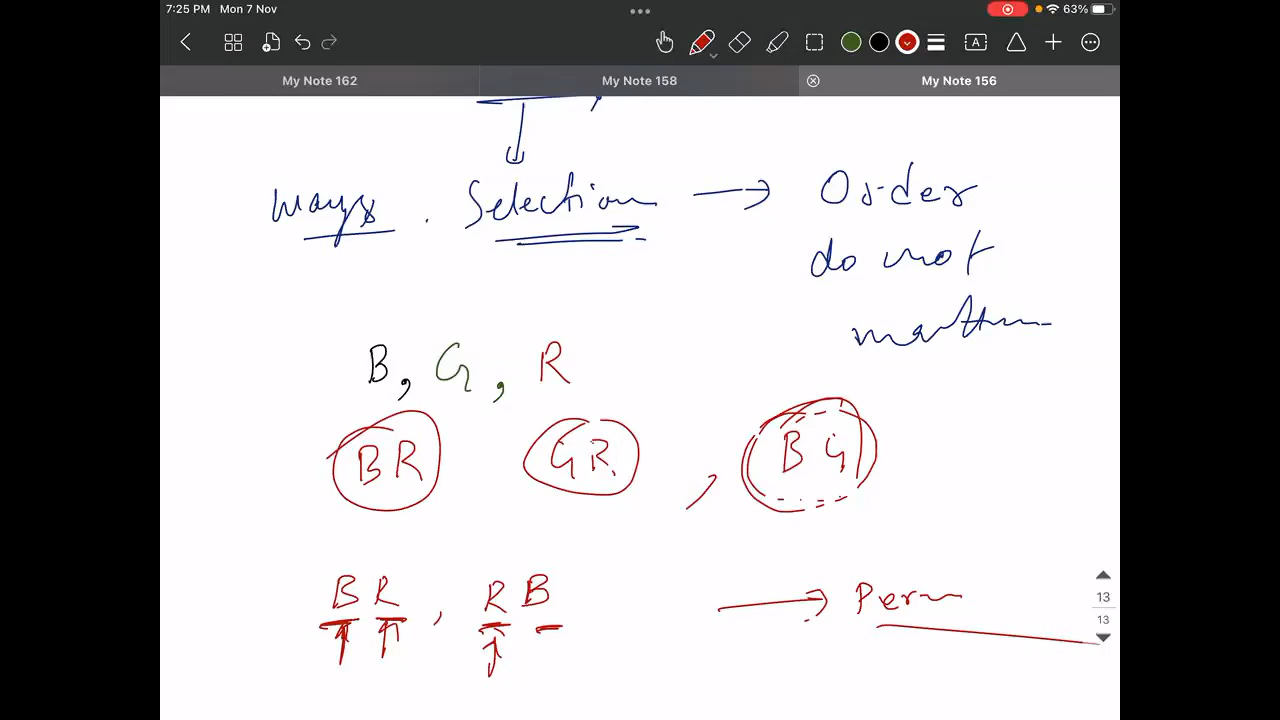 7:25 PM Mon 7 Nov
63%
A
My Note 162
My Note 158
My Note 156
ways. Selection → Order
do not
matter
B, G, R
BR GR, BG
BR, RB → Perm
13
13